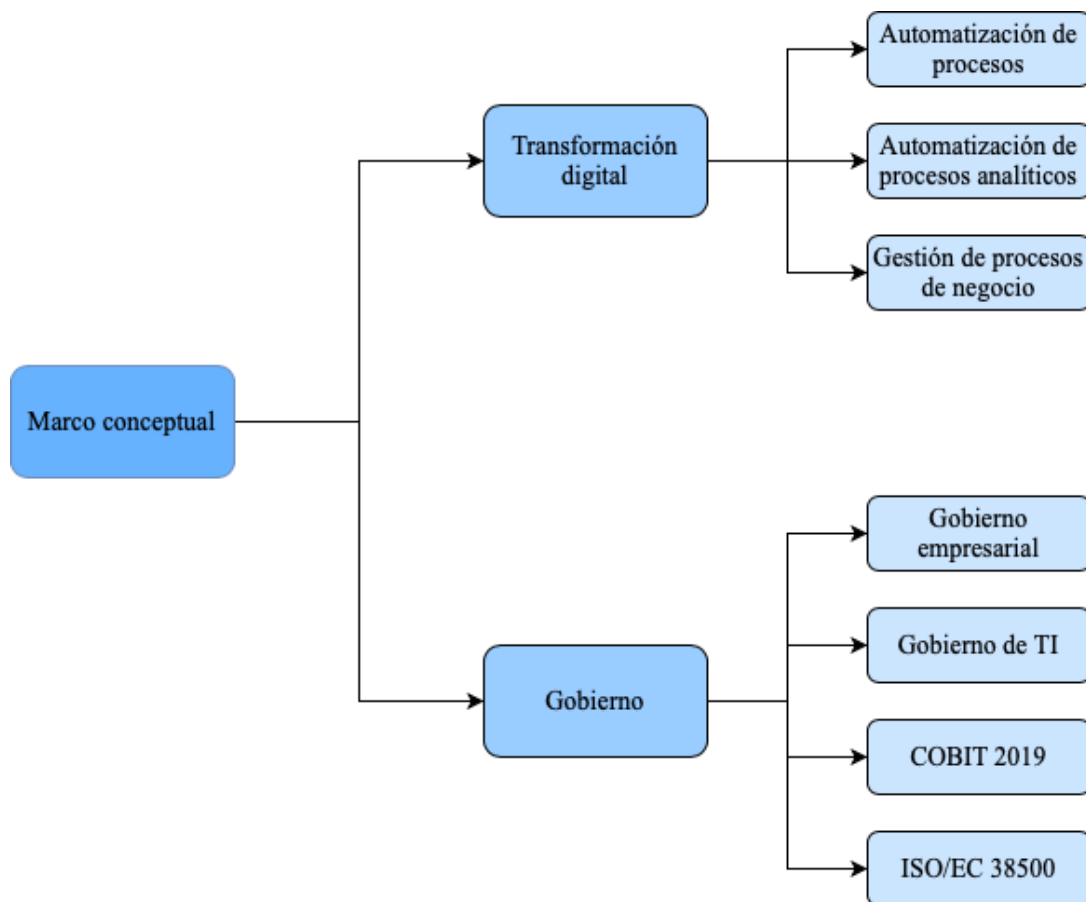 Automatización de
procesos
Transformación
digital
Automatización de
procesos analíticos
Gestión de procesos
de negocio
Marco conceptual
Gobierno
empresarial
Gobierno de TI
Gobierno
COBIT 2019
ISO/EC 38500